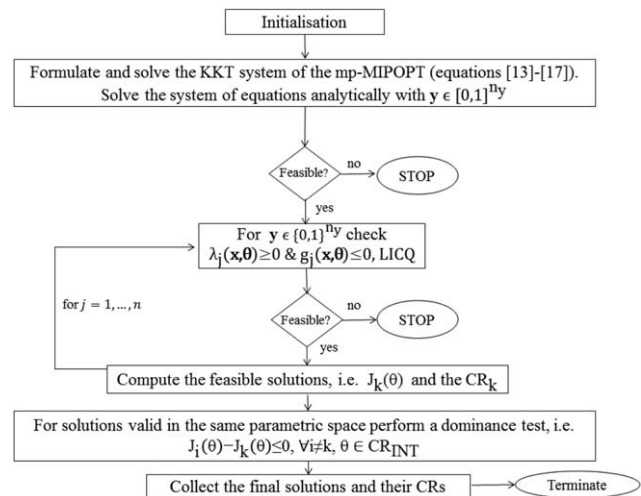 Initialisation
Formulate and solve the KKT system of the mp-MIPOPT (equations [13]-[17]).
Solve the system of equations analytically with y ϵ [0,1]^ny
Feasible?
no
STOP
yes
For y ϵ {0,1}^ny check
λj(x,θ)≥0 & gj(x,θ)≤0, LICQ
for j = 1, ..., n
Feasible?
no
STOP
yes
Compute the feasible solutions, i.e. Jk(θ) and the CRk
For solutions valid in the same parametric space perform a dominance test, i.e.
Ji(θ)−Jk(θ)≤0, ∀i≠k, θ ∈ CRINT
Collect the final solutions and their CRs
Terminate